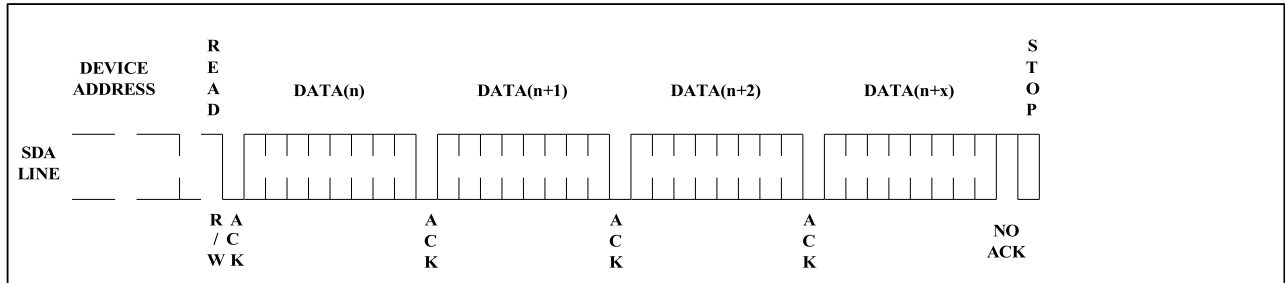 DEVICE
ADDRESS
READ
DATA(n)
DATA(n+1)
DATA(n+2)
DATA(n+x)
STOP
SDA
LINE
R/W
ACK
ACK
ACK
ACK
NO
ACK